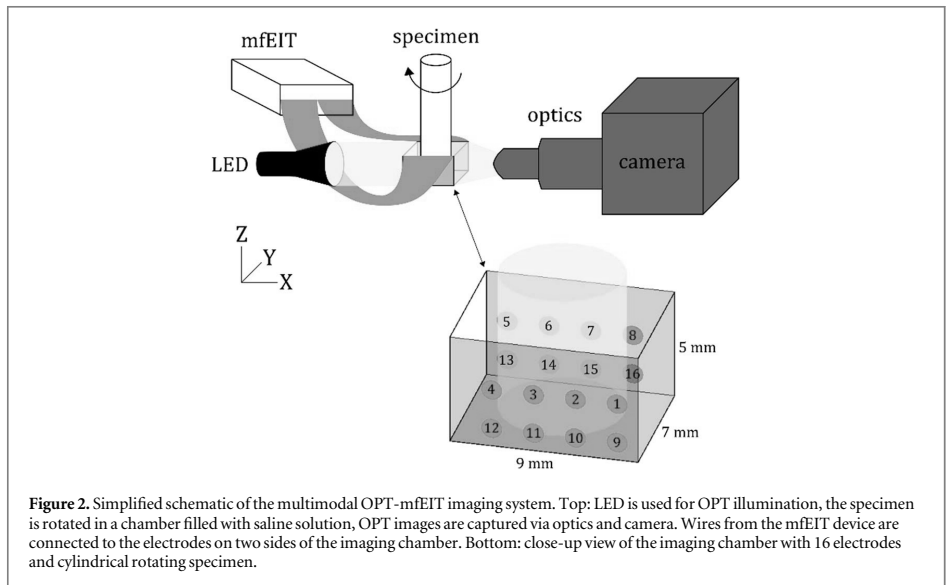 mfEIT
specimen
optics
LED
camera
Z
Y
X
5 6 7 8
13 14 15 16
4 3 2 1
12 11 10 9
5 mm
7 mm
9 mm
Figure 2. Simplified schematic of the multimodal OPT-mfEIT imaging system. Top: LED is used for OPT illumination, the specimen
is rotated in a chamber filled with saline solution, OPT images are captured via optics and camera. Wires from the mfEIT device are
connected to the electrodes on two sides of the imaging chamber. Bottom: close-up view of the imaging chamber with 16 electrodes
and cylindrical rotating specimen.